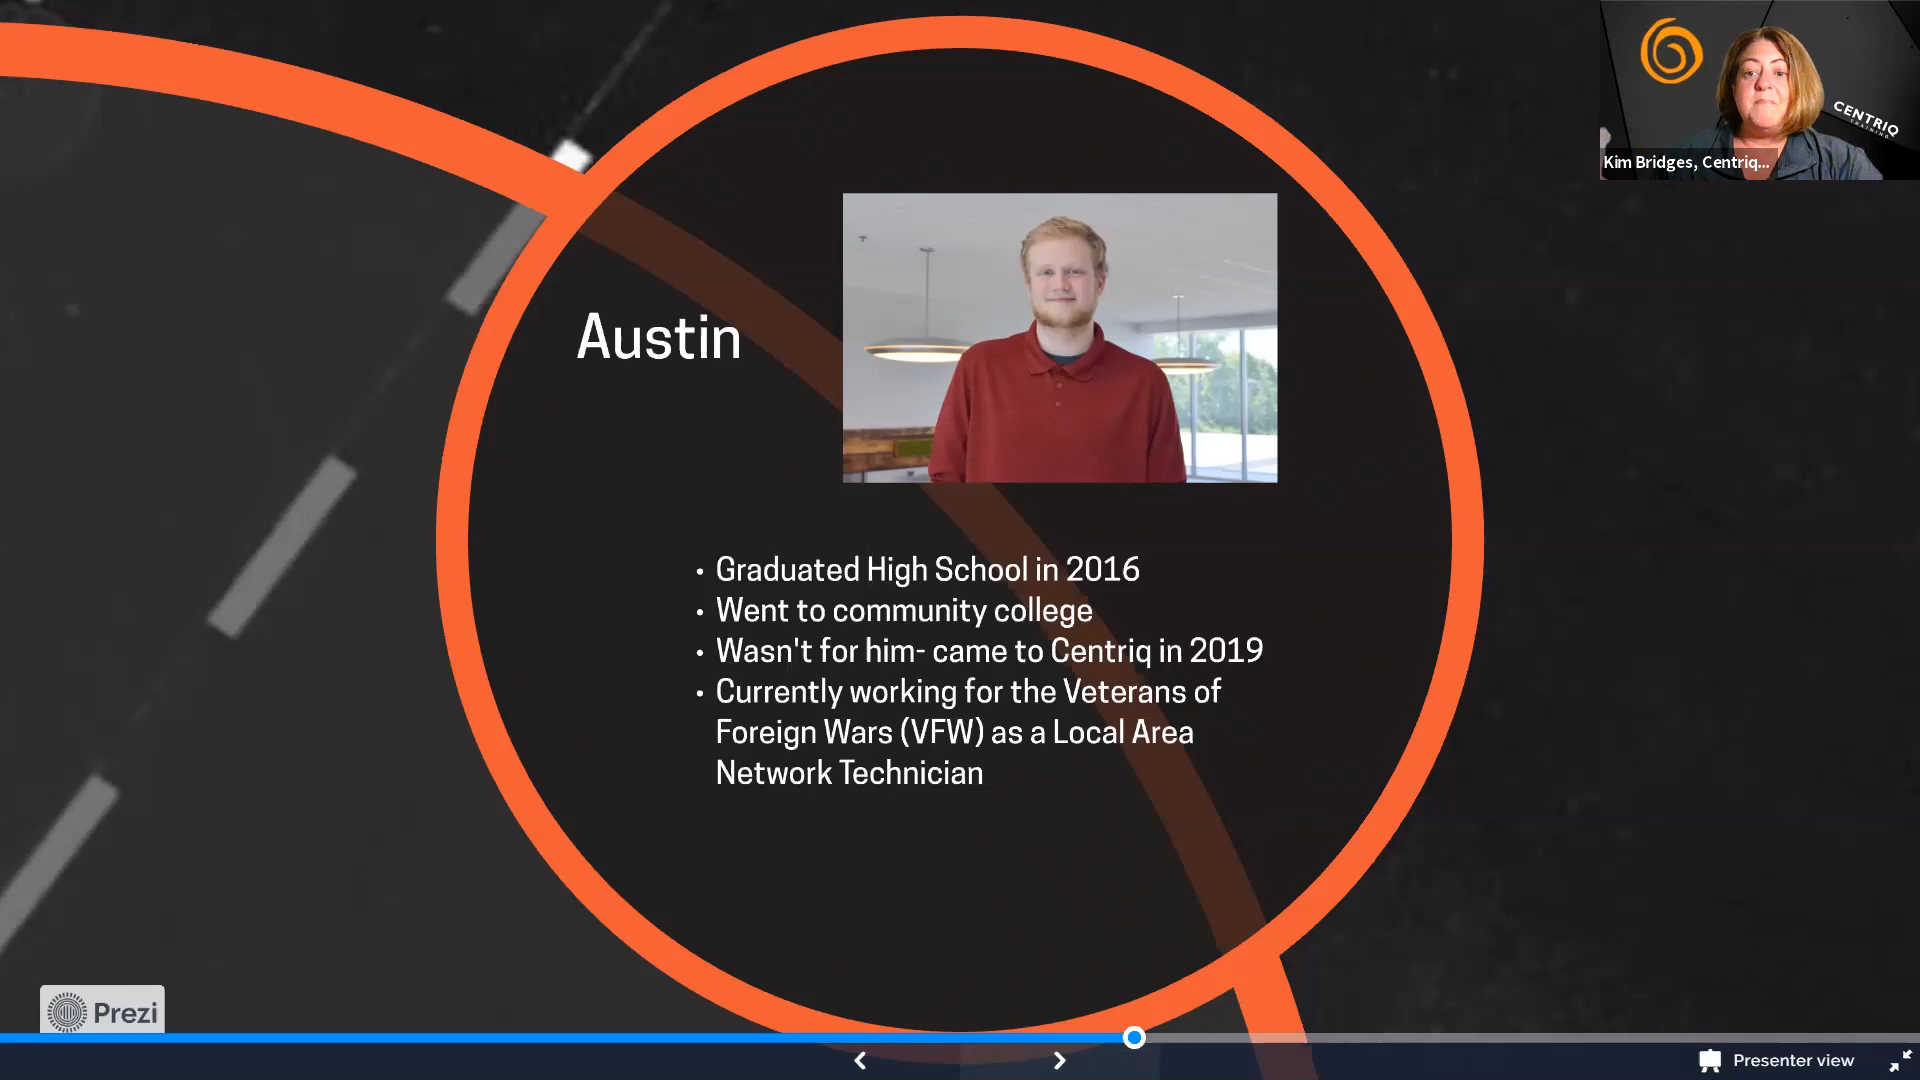 CENTRIQ
TRAINING
Kim Bridges, Centriq...
Austin
• Graduated High School in 2016
• Went to community college
• Wasn't for him- came to Centriq in 2019
• Currently working for the Veterans of
Foreign Wars (VFW) as a Local Area
Network Technician
Prezi
Presenter view